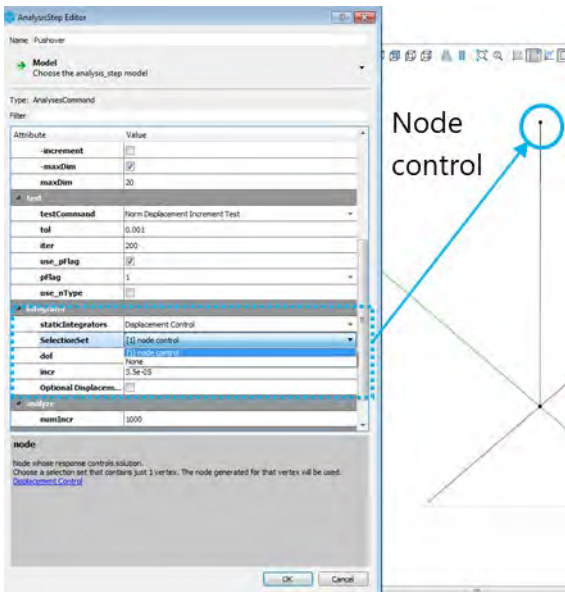 AnalysisStep Editor
Name Pushover
Model
Choose the analysis_step model
Type: AnalysesCommand
Filter
Attribute Value
-increment
-maxDim
maxDim 20
test
testCommand Norm Displacement Increment Test
tol 0.001
iter 200
use_pFlag
pFlag 1
use_nType
integrator
staticIntegrators Displacement Control
SelectionSet [1] node control
[1] node control
dof None
incr 3.5e-05
Optional Displacem...
analyze
numIncr 1000
node
Node whose response controls solution.
Choose a selection set that contains just 1 vertex. The node generated for that vertex will be used.
Displacement Control
OK Cancel
Node
control